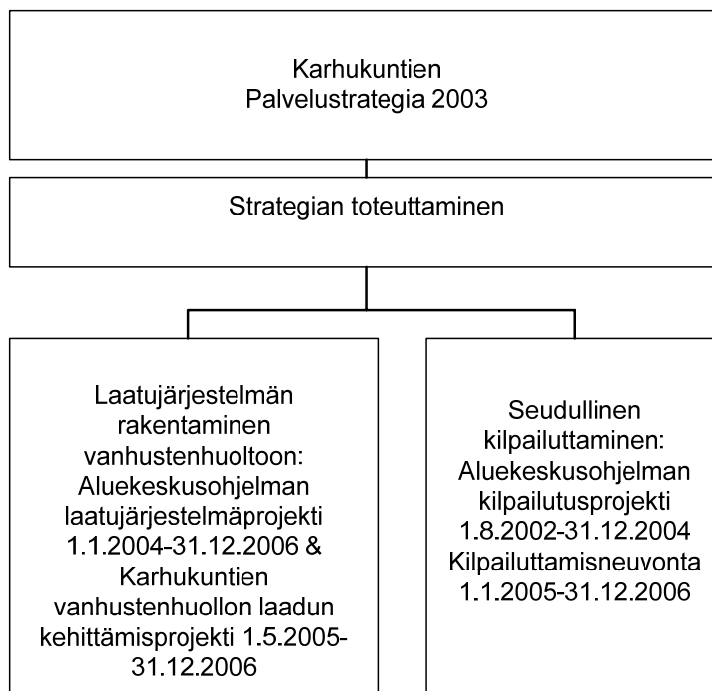 Karhukuntien
Palvelustrategia 2003
Strategian toteuttaminen
Laatujärjestelmän
rakentaminen
vanhustenhuoltoon:
Aluekeskusohjelman
laatujärjestelmäprojekti
1.1.2004-31.12.2006 &
Karhukuntien
vanhustenhuollon laadun
kehittämisprojekti 1.5.2005-
31.12.2006
Seudullinen
kilpailuttaminen:
Aluekeskusohjelman
kilpailutusprojekti
1.8.2002-31.12.2004
Kilpailuttamisneuvonta
1.1.2005-31.12.2006